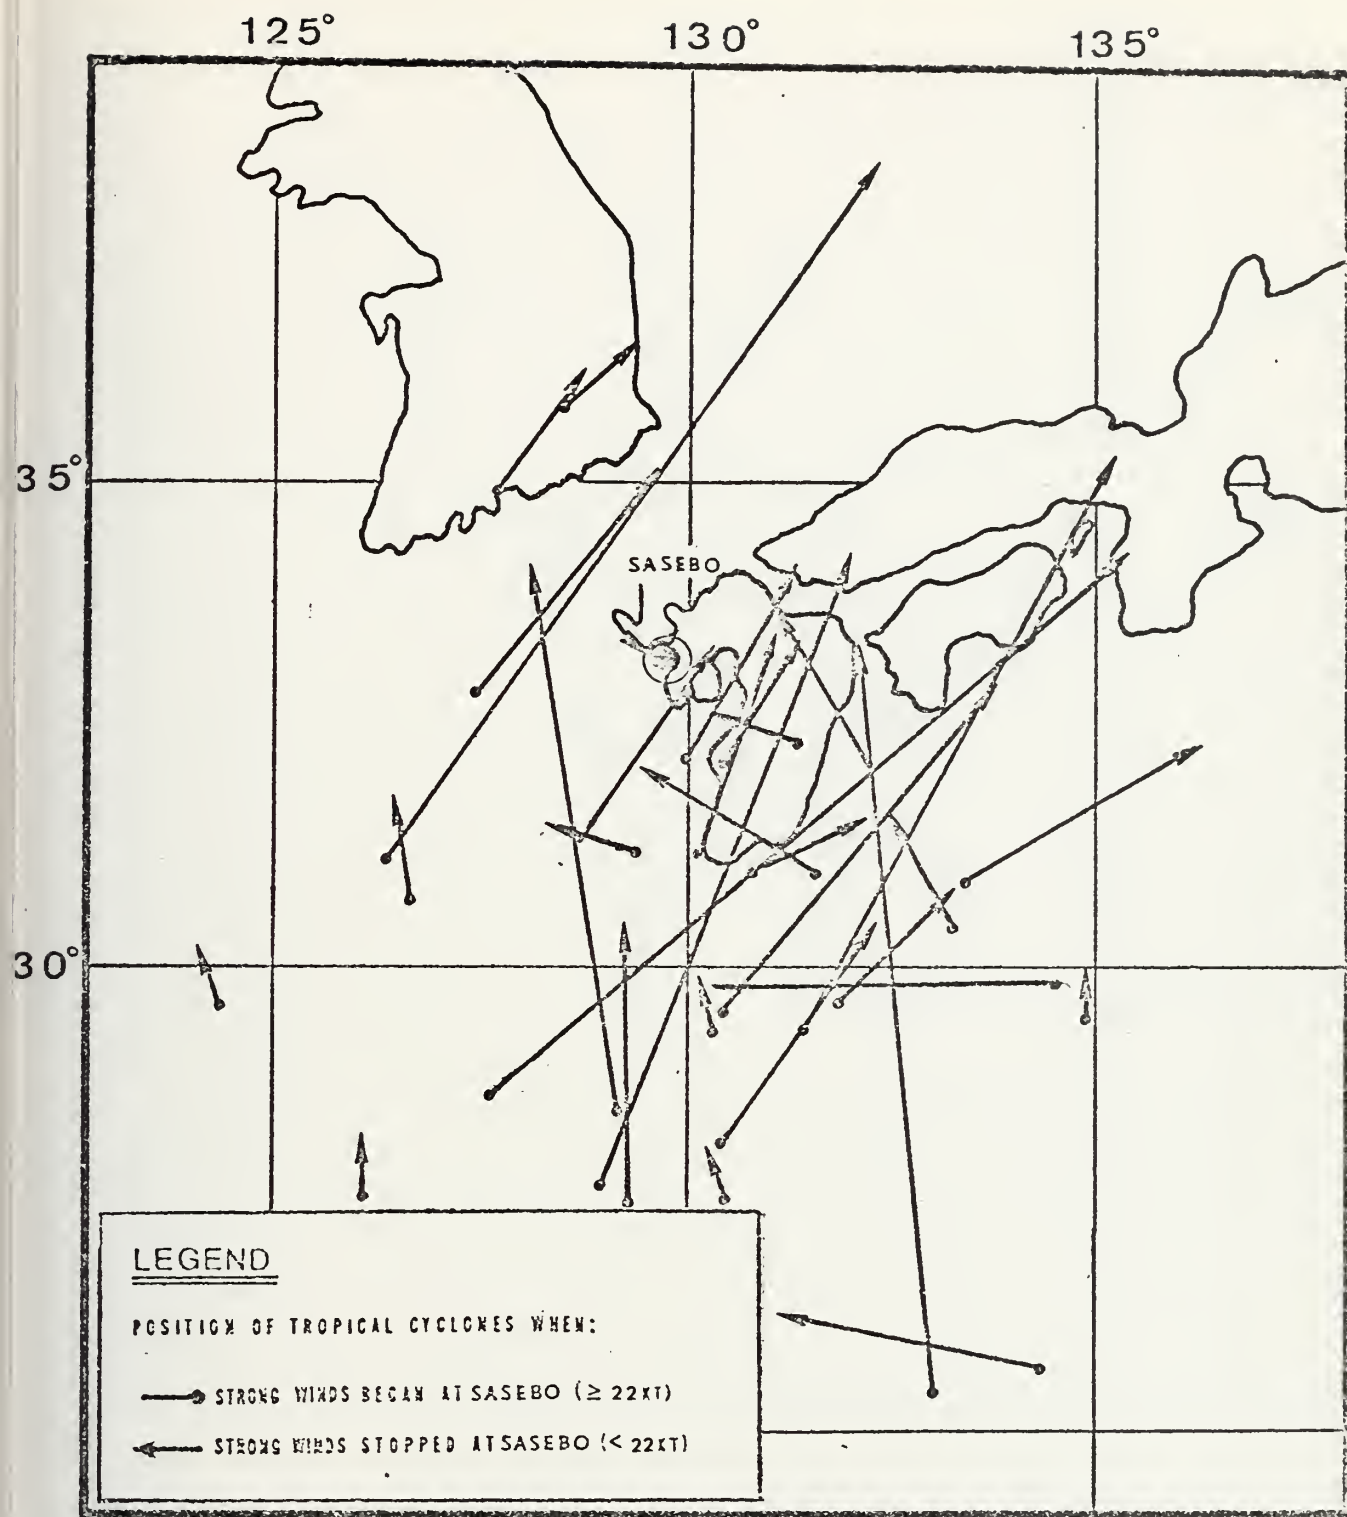 125° 130° 135°
35°
SASEBO
30°
LEGEND
POSITION OF TROPICAL CYCLONES WHEN:
STRONG WINDS BEGAN AT SASEBO (≥ 22KT)
STRONG WINDS STOPPED AT SASEBO (< 22KT)